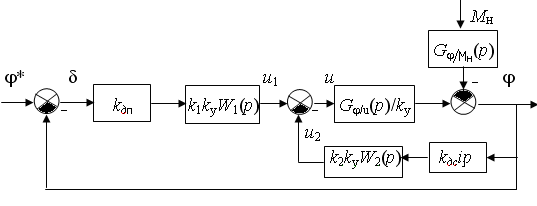 Mн
Gφ/Mн(p)
φ*
δ
kдп
k1kyW1(p)
u1
u
Gφ/u(p)/ky
φ
u2
k2kyW2(p)
kдсip